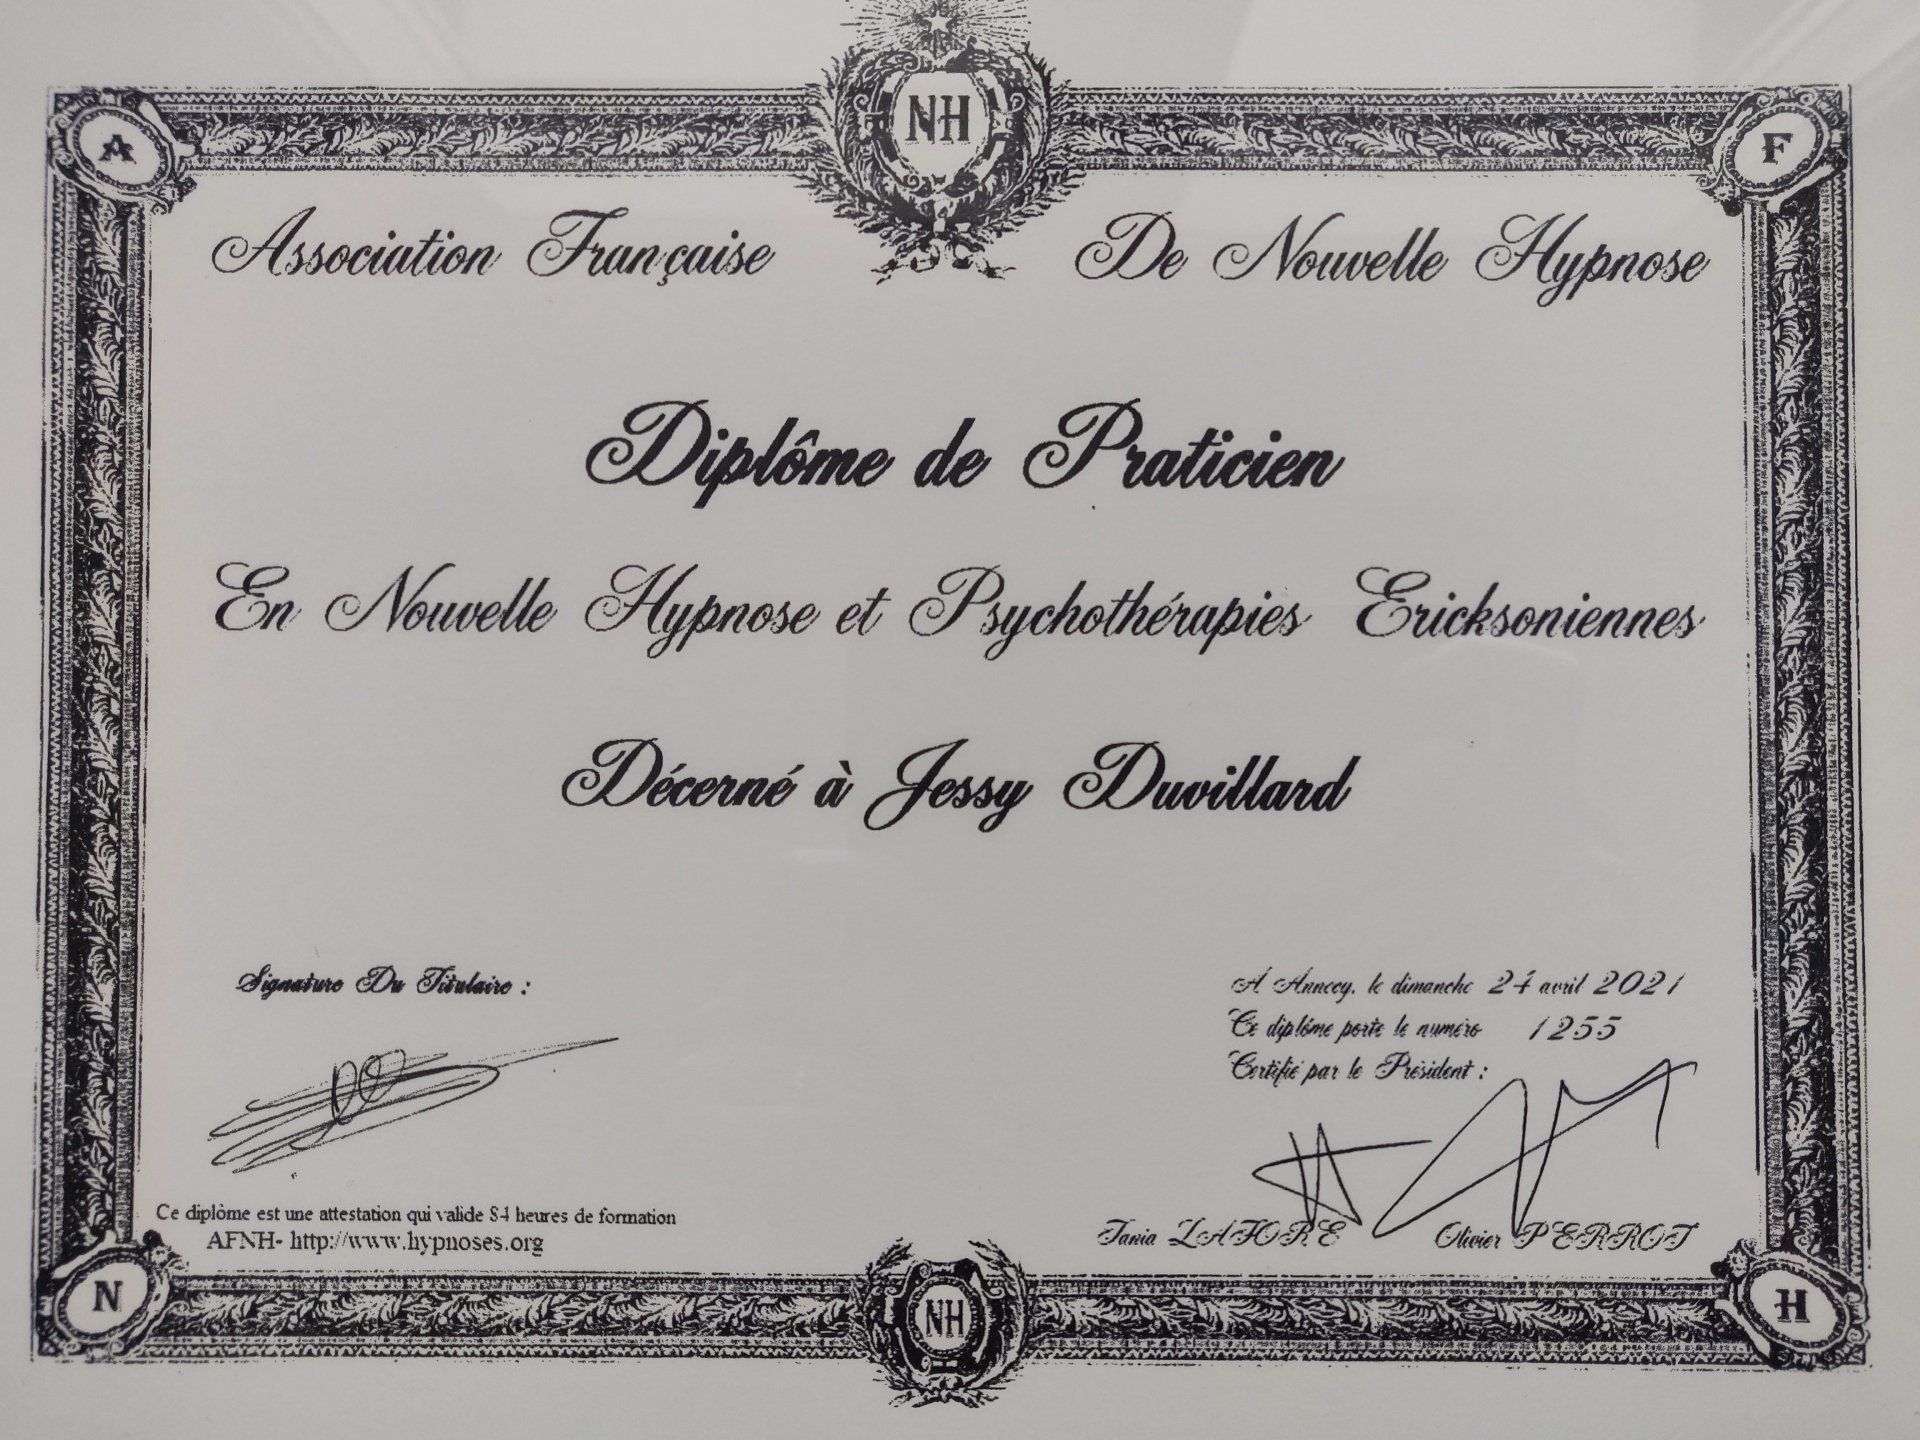 NH
A
F
Association Française De Nouvelle Hypnose
Diplôme de Praticien
En Nouvelle Hypnose et Psychothérapies Ericksoniennes
Décerné à Jessy Duvillard
Signature Du Titulaire :
A Annecy, le dimanche 24 avril 2021
Ce diplôme porte le numéro 1255
Certifié par le Président :
Ce diplôme est une attestation qui valide 84 heures de formation
AFNH- http://www.hypnoses.org
Tania LAFORE Olivier PERROT
N
NH
H